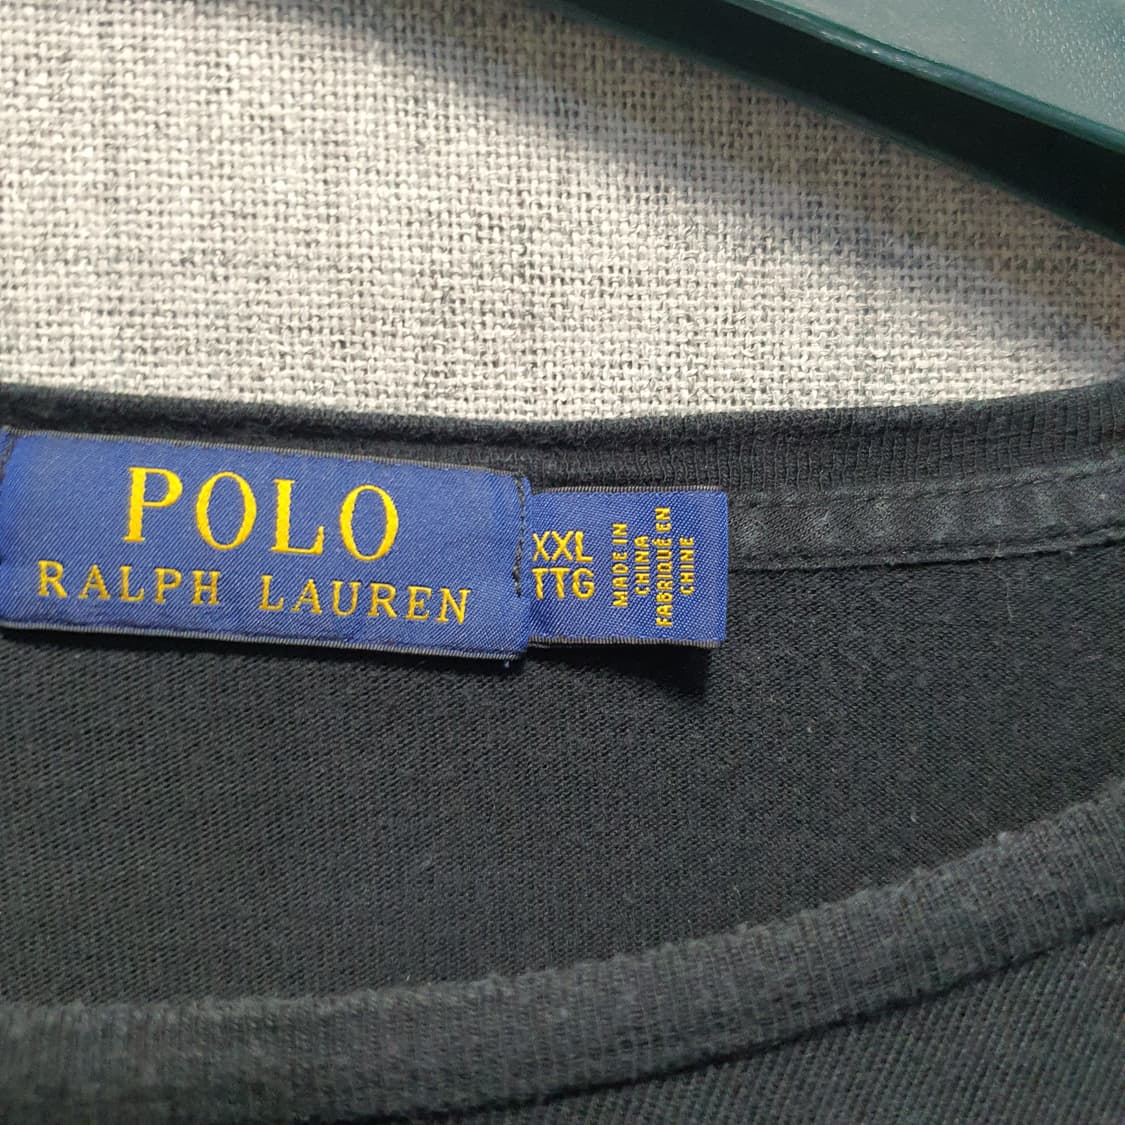 POLO
RALPH LAUREN
XXL
TTG
MADE IN
CHINA
FABRIQUÉ EN
CHINE